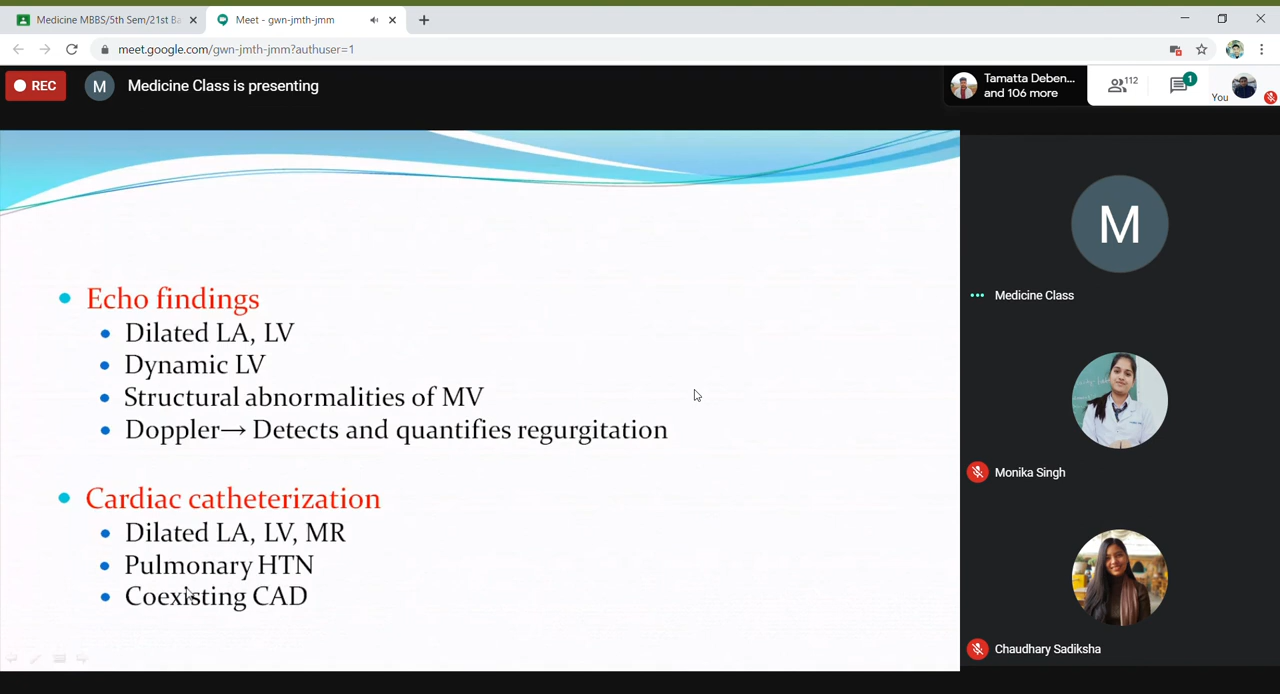 Medicine MBBS/5th Sem/21st Ba
Meet - gwn-jmth-jmm
meet.google.com/gwn-jmth-jmm?authuser=1
REC
M
Medicine Class is presenting
Tamatta Deben...
and 106 more
112
1
You
Echo findings
Dilated LA, LV
Dynamic LV
Structural abnormalities of MV
Doppler→ Detects and quantifies regurgitation
Cardiac catheterization
Dilated LA, LV, MR
Pulmonary HTN
Coexisting CAD
M
Medicine Class
Monika Singh
Chaudhary Sadiksha